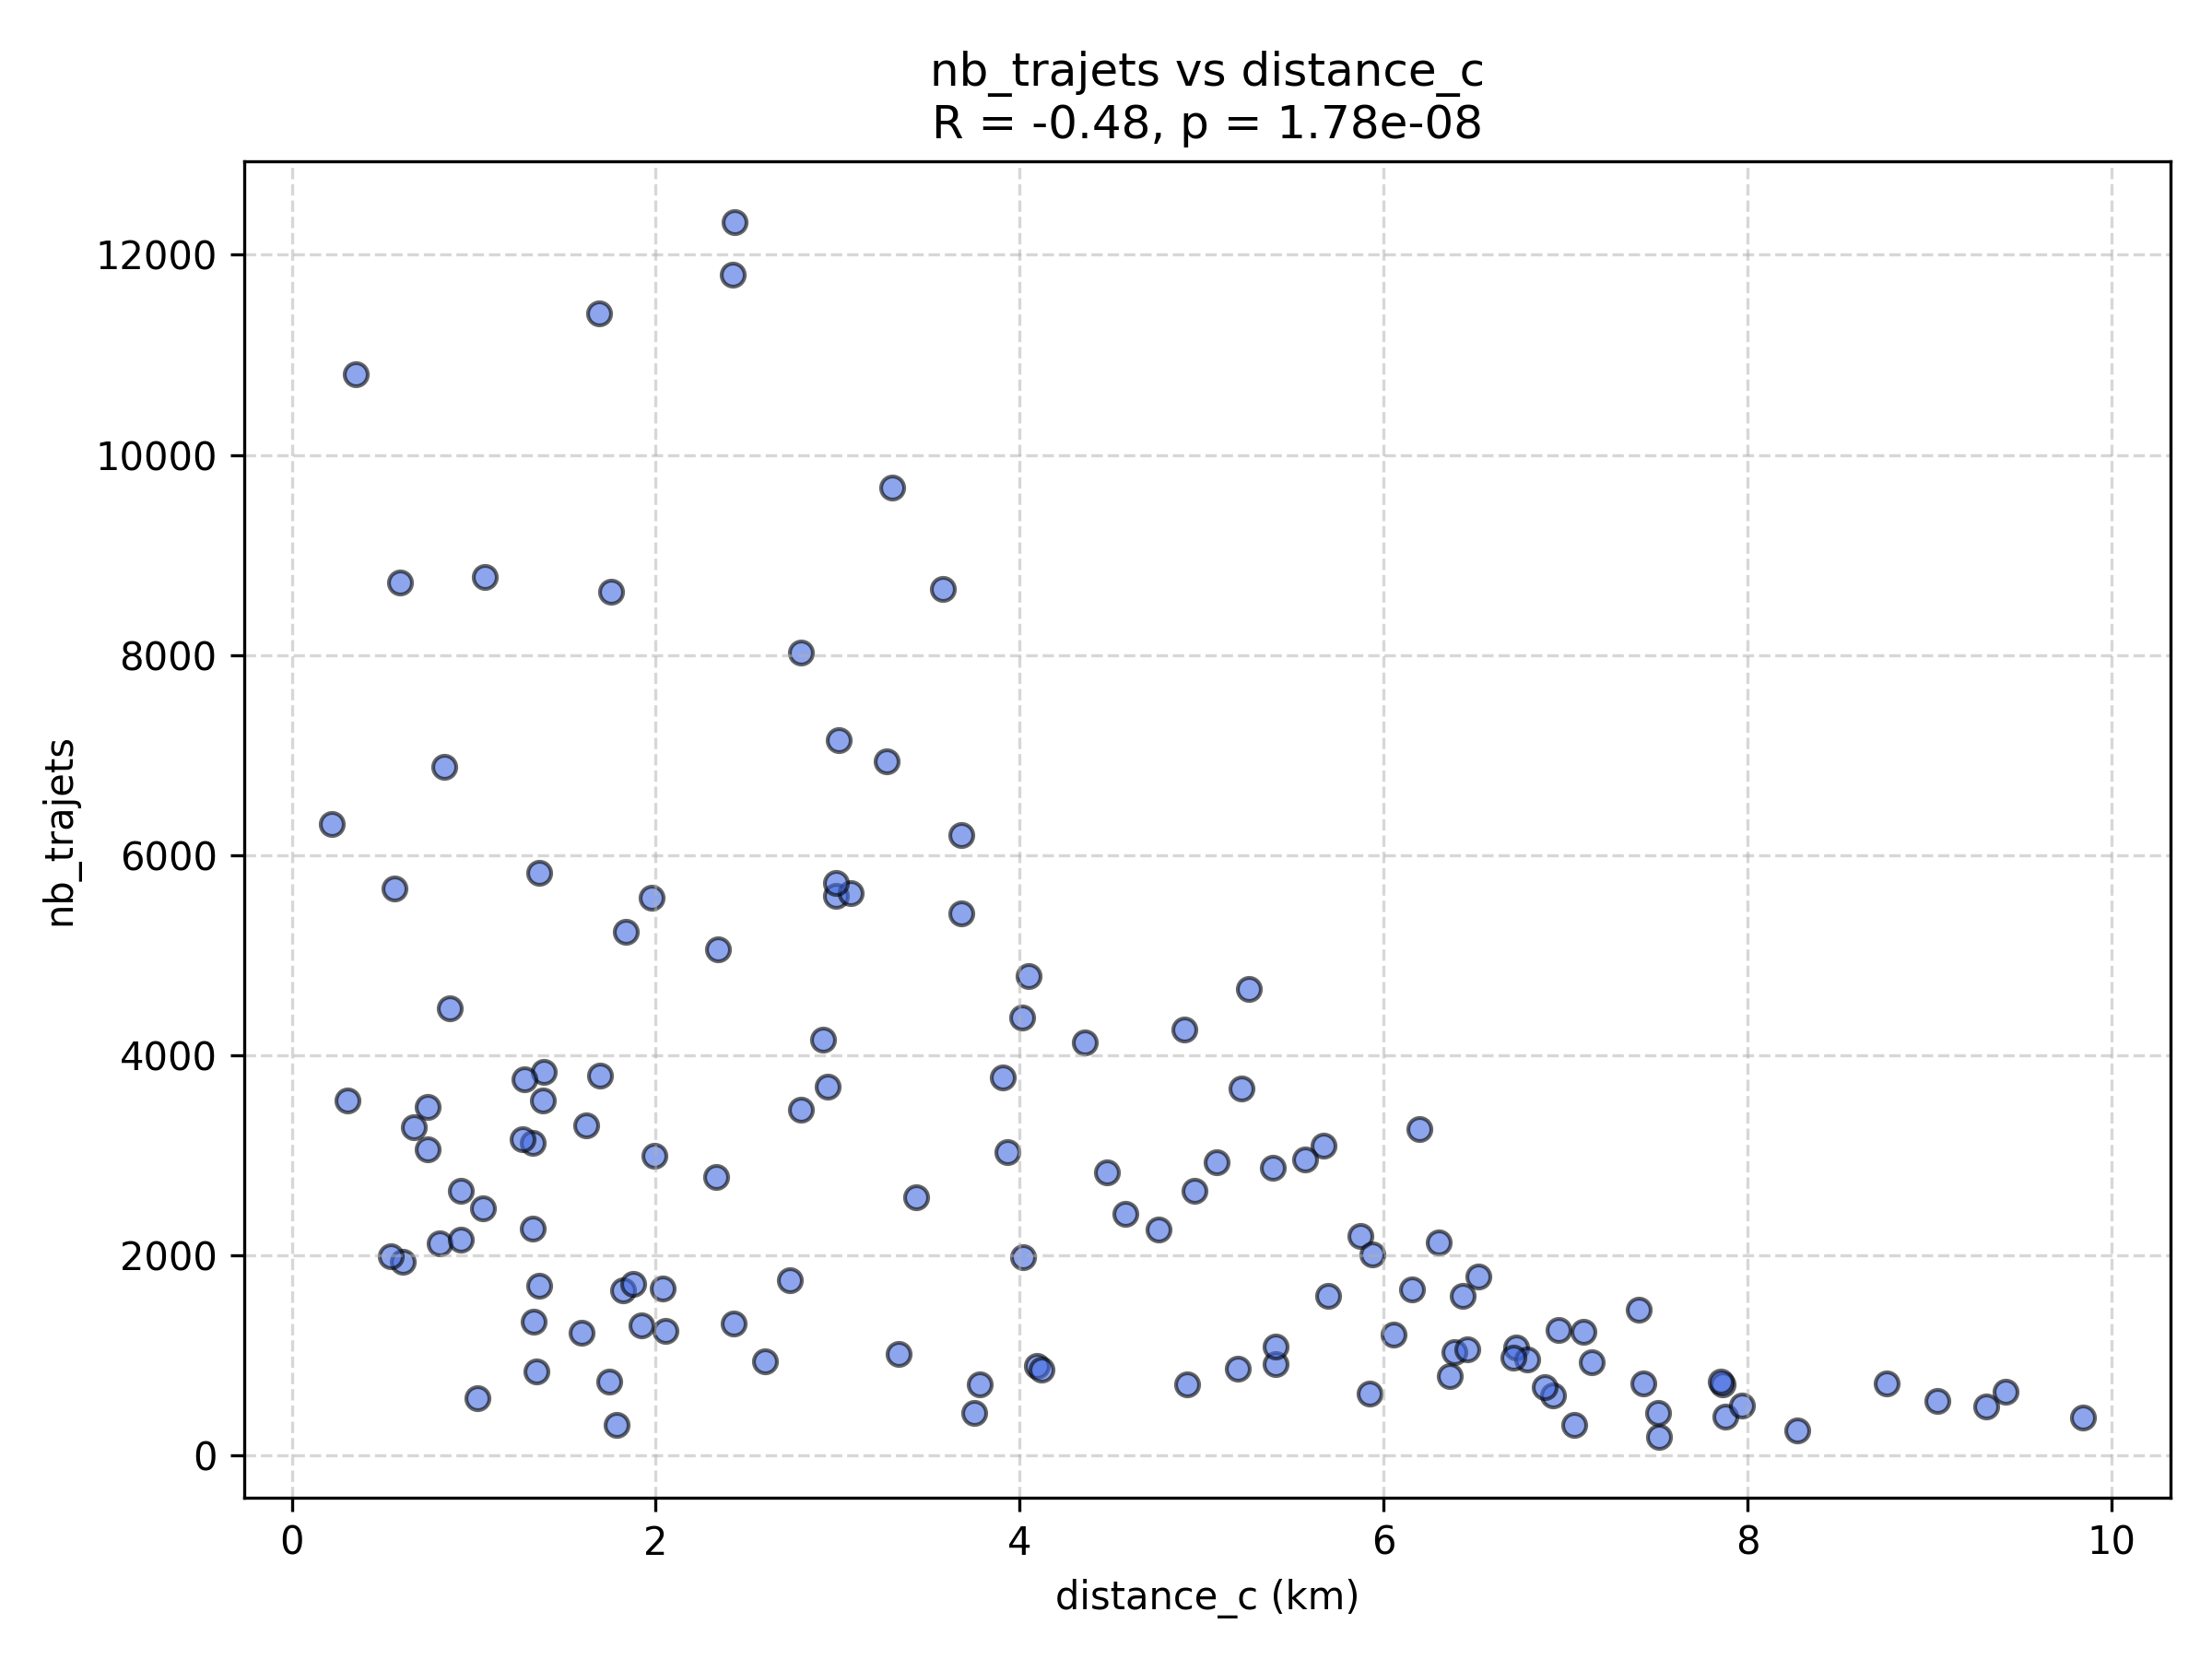 nb_trajets vs distance_c
R = -0.48, p = 1.78e-08
12000
10000
8000
6000
4000
2000
0
nb_trajets
0 2 4 6 8 10
distance_c (km)